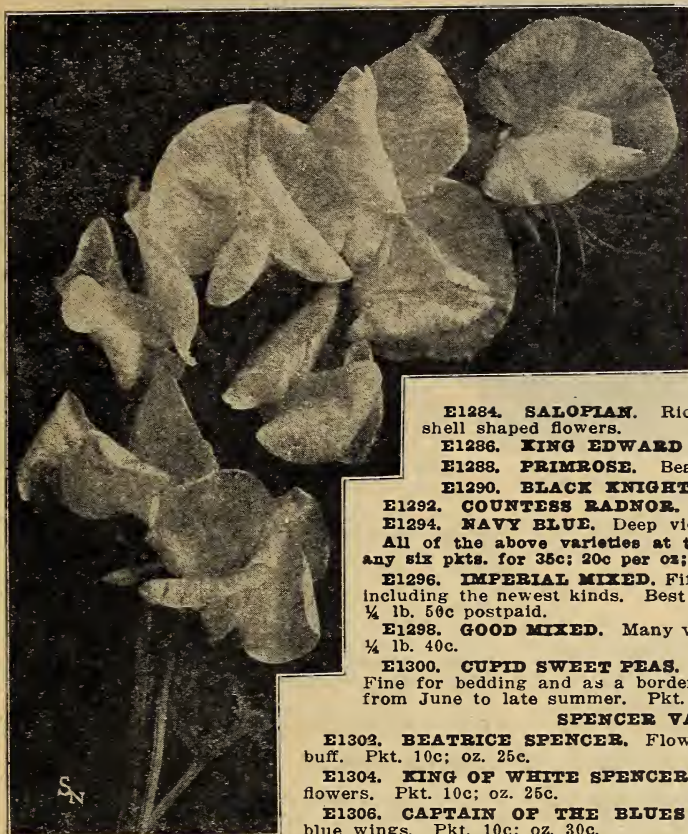 E1284. SALOPIAN. Ric
shell shaped flowers.
E1286. KING EDWARD
E1288. PRIMROSE. Bea
E1290. BLACK KNIGHT
E1292. COUNTESS RADNOR.
E1294. NAVY BLUE. Deep vio
All of the above varieties at t
any six pkts. for 35c; 20c per oz;
E1296. IMPERIAL MIXED. Fin
including the newest kinds. Best
¼ lb. 50c postpaid.
E1298. GOOD MIXED. Many v
¼ lb. 40c.
E1300. CUPID SWEET PEAS.
Fine for bedding and as a border
from June to late summer. Pkt.
SPENCER VA
E1302. BEATRICE SPENCER. Flow
buff. Pkt. 10c; oz. 25c.
E1304. KING OF WHITE SPENCER
flowers. Pkt. 10c; oz. 25c.
E1306. CAPTAIN OF THE BLUES
blue wings. Pkt. 10c; oz. 30c.
SN